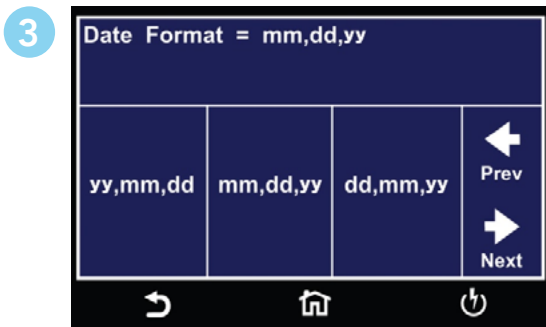 3
Date Format = mm,dd,yy
yy,mm,dd
mm,dd,yy
dd,mm,yy
Prev
Next